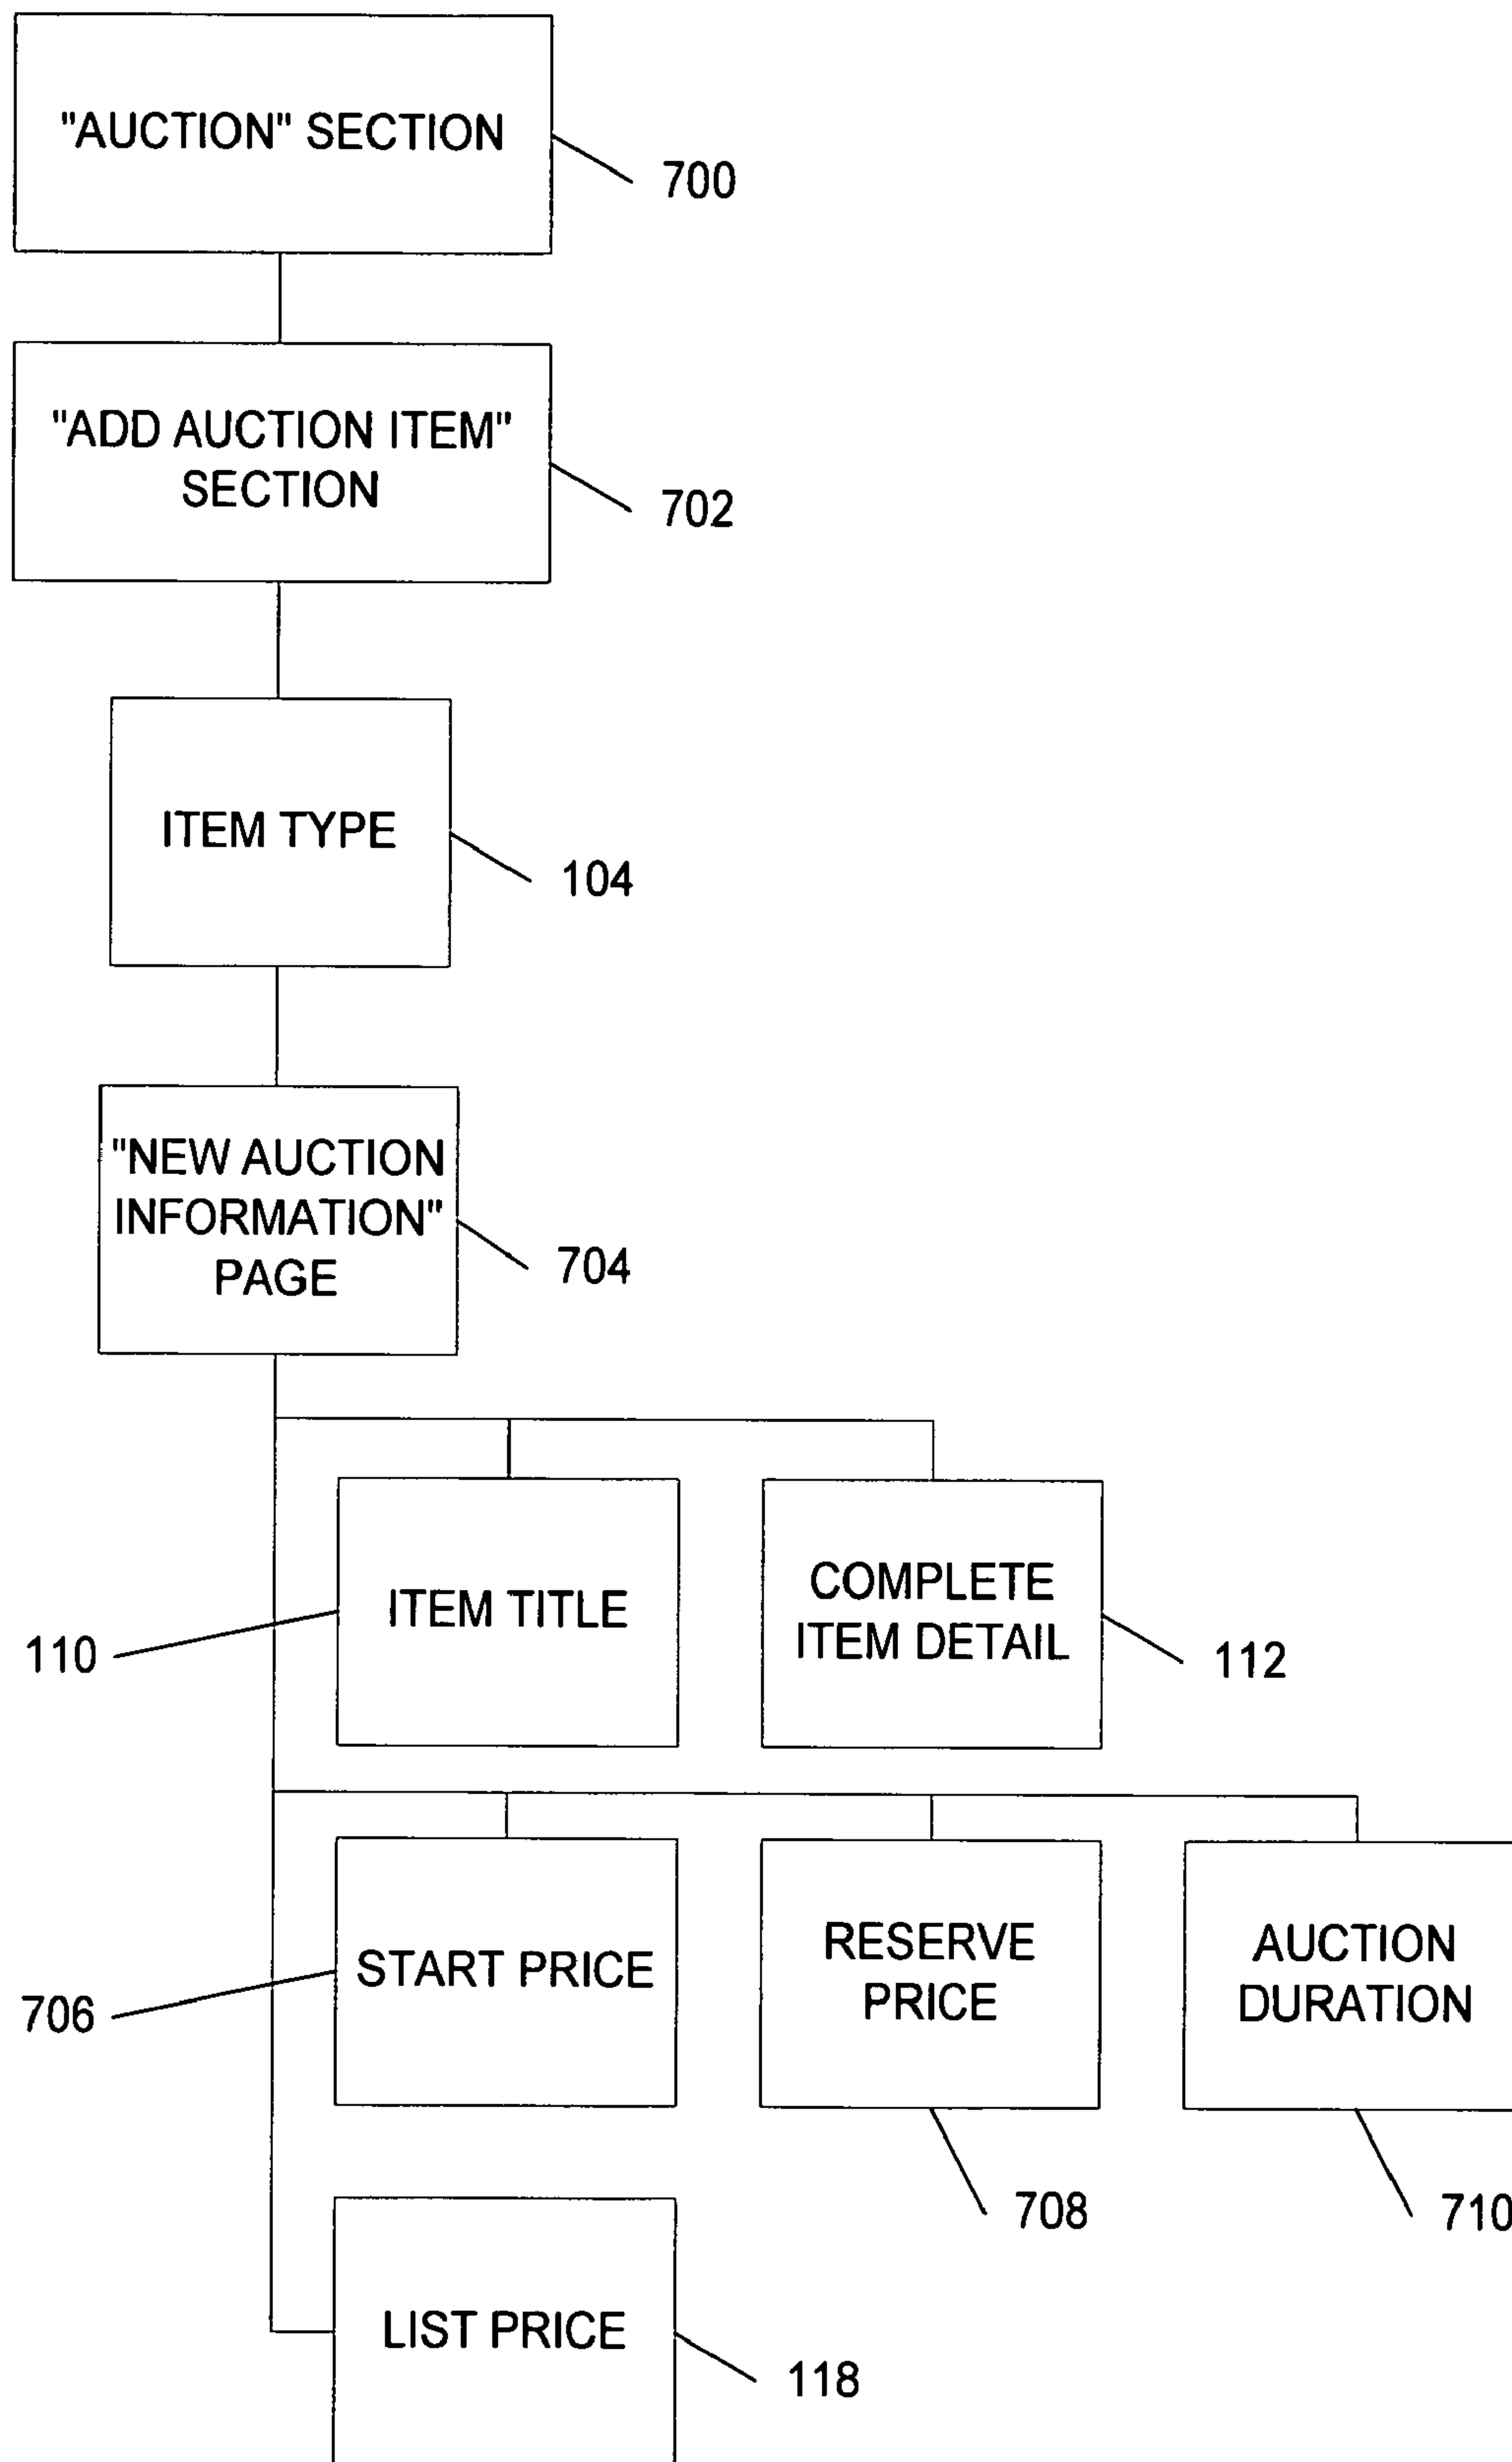 "AUCTION" SECTION
700
"ADD AUCTION ITEM"
SECTION
702
ITEM TYPE
104
"NEW AUCTION
INFORMATION"
PAGE
704
ITEM TITLE
110
COMPLETE
ITEM DETAIL
112
START PRICE
706
RESERVE
PRICE
708
AUCTION
DURATION
710
LIST PRICE
118